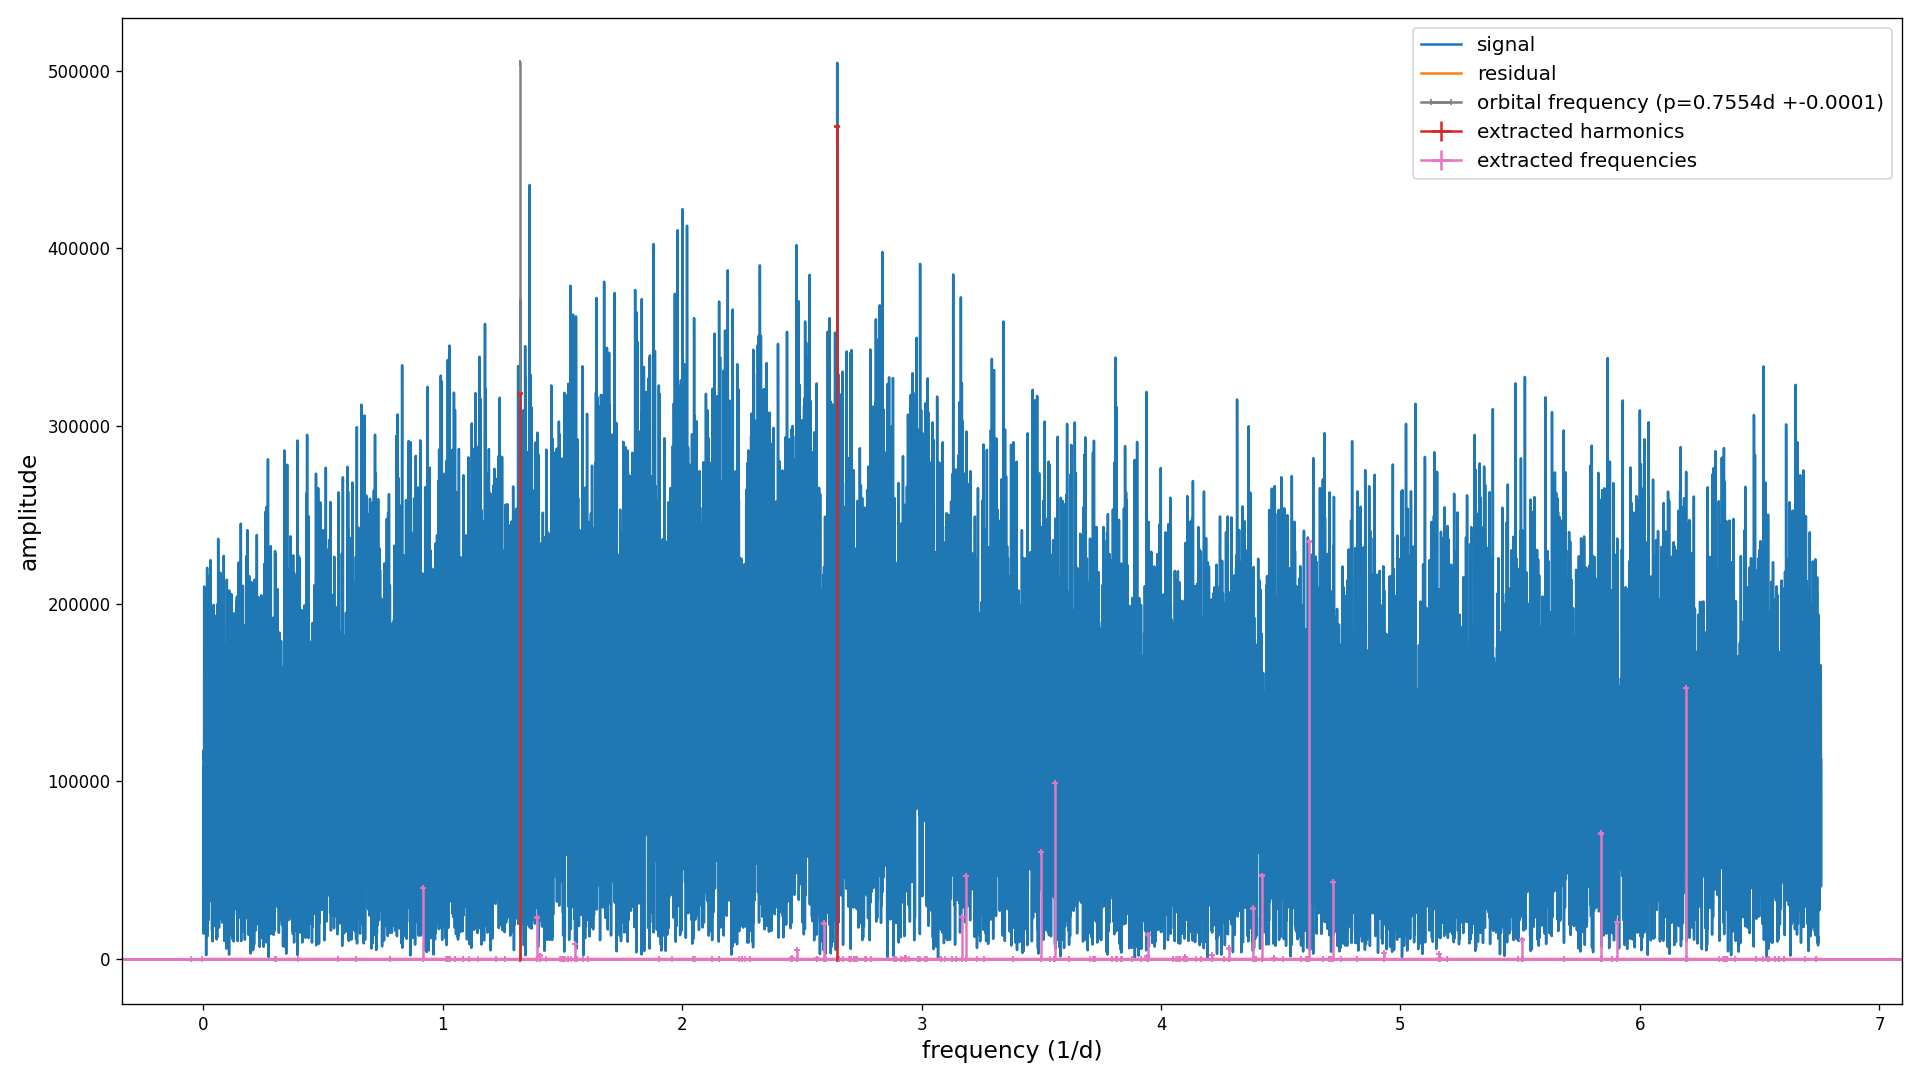 signal
residual
orbital frequency (p=0.7554d +-0.0001)
extracted harmonics
extracted frequencies
500000
400000
300000
200000
100000
0
amplitude
0 1 2 3 4 5 6 7
frequency (1/d)